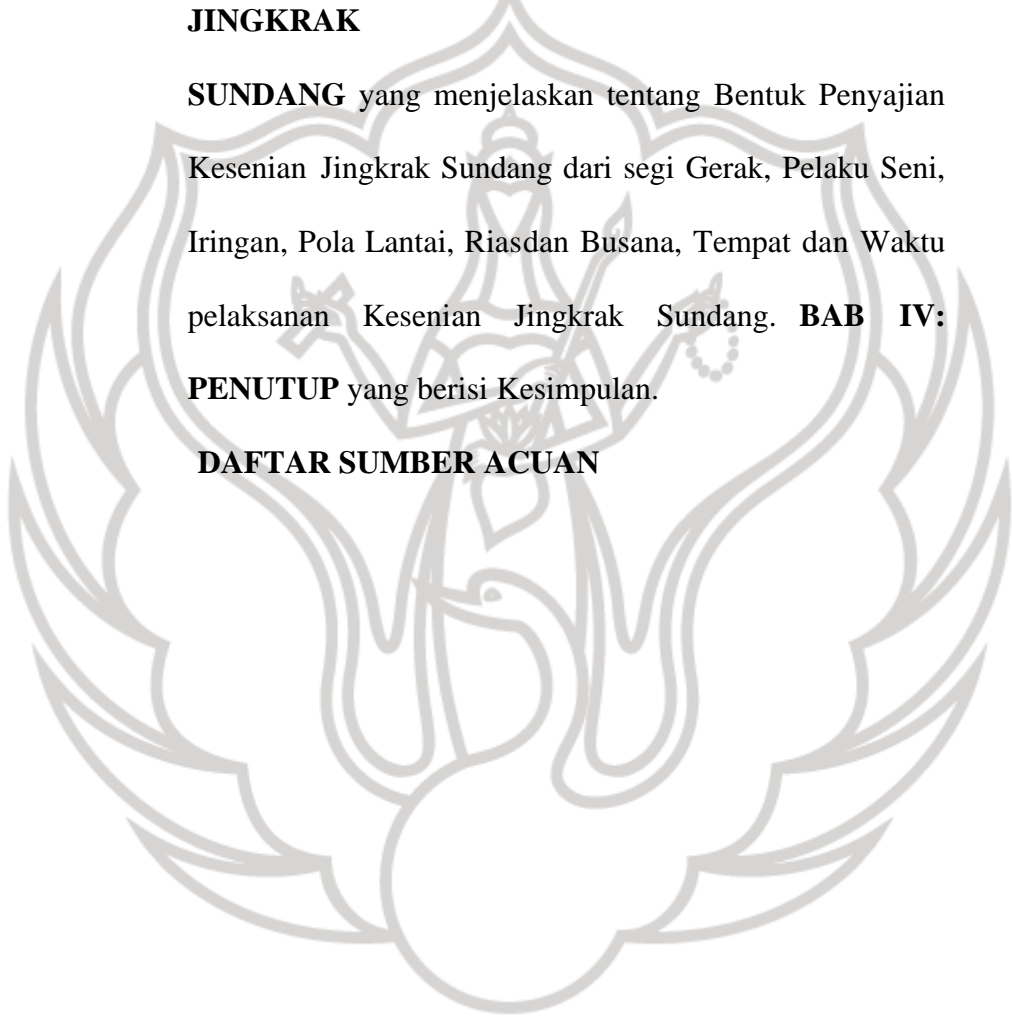 JINGKRAK
SUNDANG yang menjelaskan tentang Bentuk Penyajian
Kesenian Jingkrak Sundang dari segi Gerak, Pelaku Seni,
Iringan, Pola Lantai, Riasdan Busana, Tempat dan Waktu
pelaksanan Kesenian Jingkrak Sundang. BAB IV:
PENUTUP yang berisi Kesimpulan.
DAFTAR SUMBER ACUAN